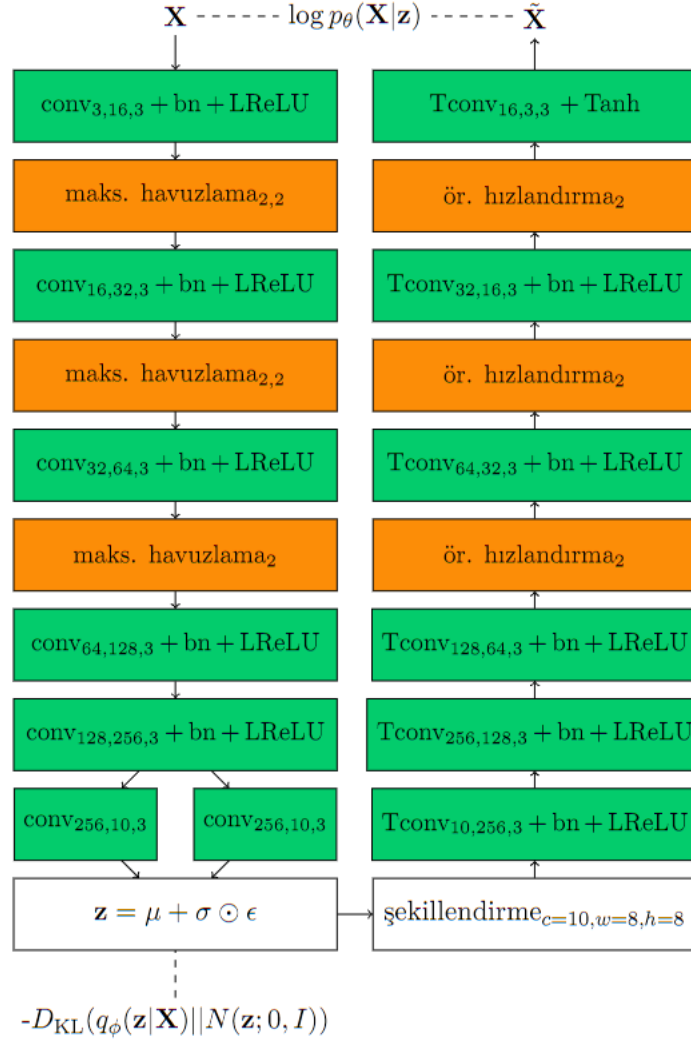 X log pθ(X|z) X̃
conv3,16,3 + bn + LReLU
maks. havuzlama2,2
conv16,32,3 + bn + LReLU
maks. havuzlama2,2
conv32,64,3 + bn + LReLU
maks. havuzlama2
conv64,128,3 + bn + LReLU
conv128,256,3 + bn + LReLU
conv256,10,3 conv256,10,3
z = μ + σ ⊙ ϵ
-DKL(qϕ(z|X)||N(z; 0, I))
Tconv16,3,3 + Tanh
ör. hızlandırma2
Tconv32,16,3 + bn + LReLU
ör. hızlandırma2
Tconv64,32,3 + bn + LReLU
ör. hızlandırma2
Tconv128,64,3 + bn + LReLU
Tconv256,128,3 + bn + LReLU
Tconv10,256,3 + bn + LReLU
şekillendirmec=10,w=8,h=8